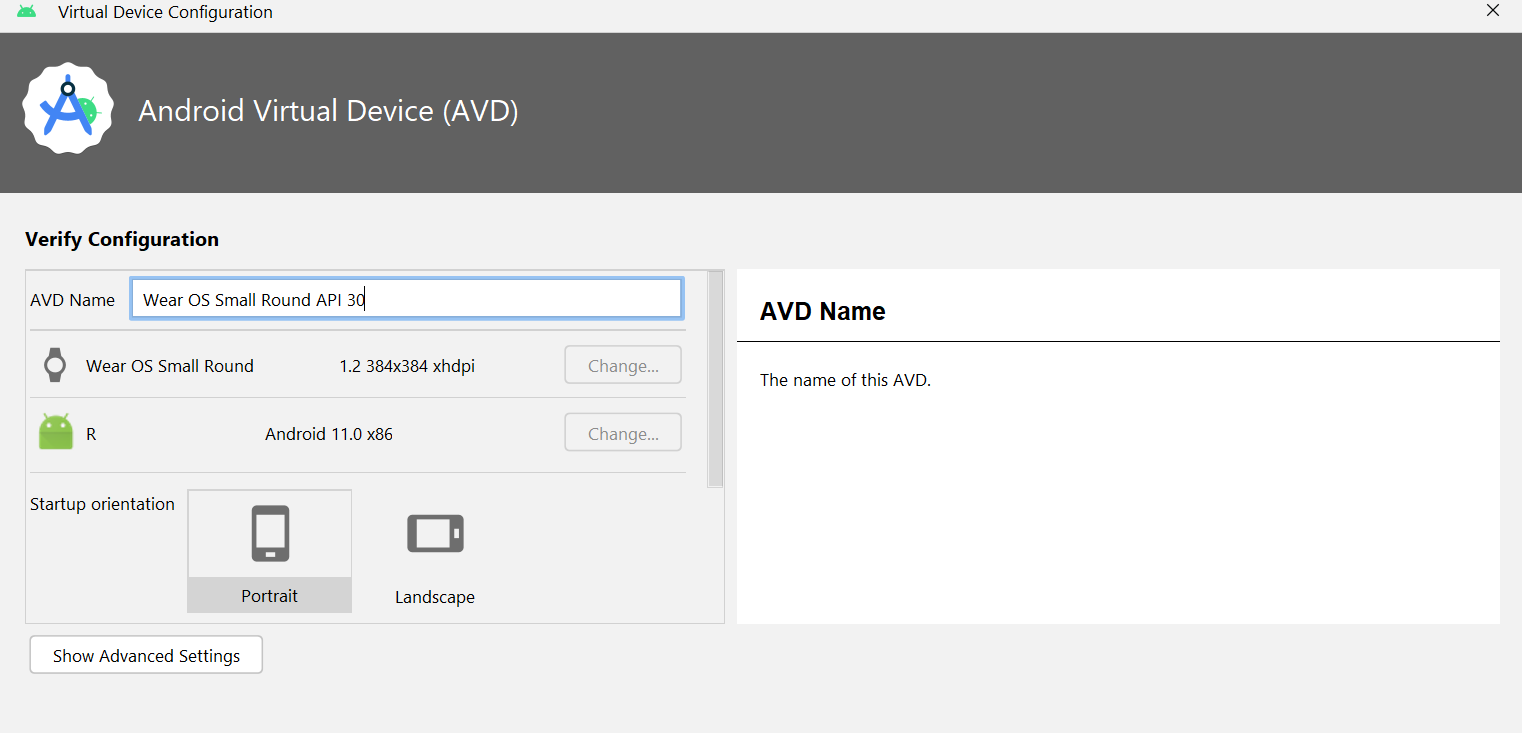 Virtual Device Configuration
Android Virtual Device (AVD)
Verify Configuration
AVD Name Wear OS Small Round API 30
Wear OS Small Round 1.2 384x384 xhdpi Change...
R Android 11.0 x86 Change...
Startup orientation
Portrait Landscape
Show Advanced Settings
AVD Name
The name of this AVD.